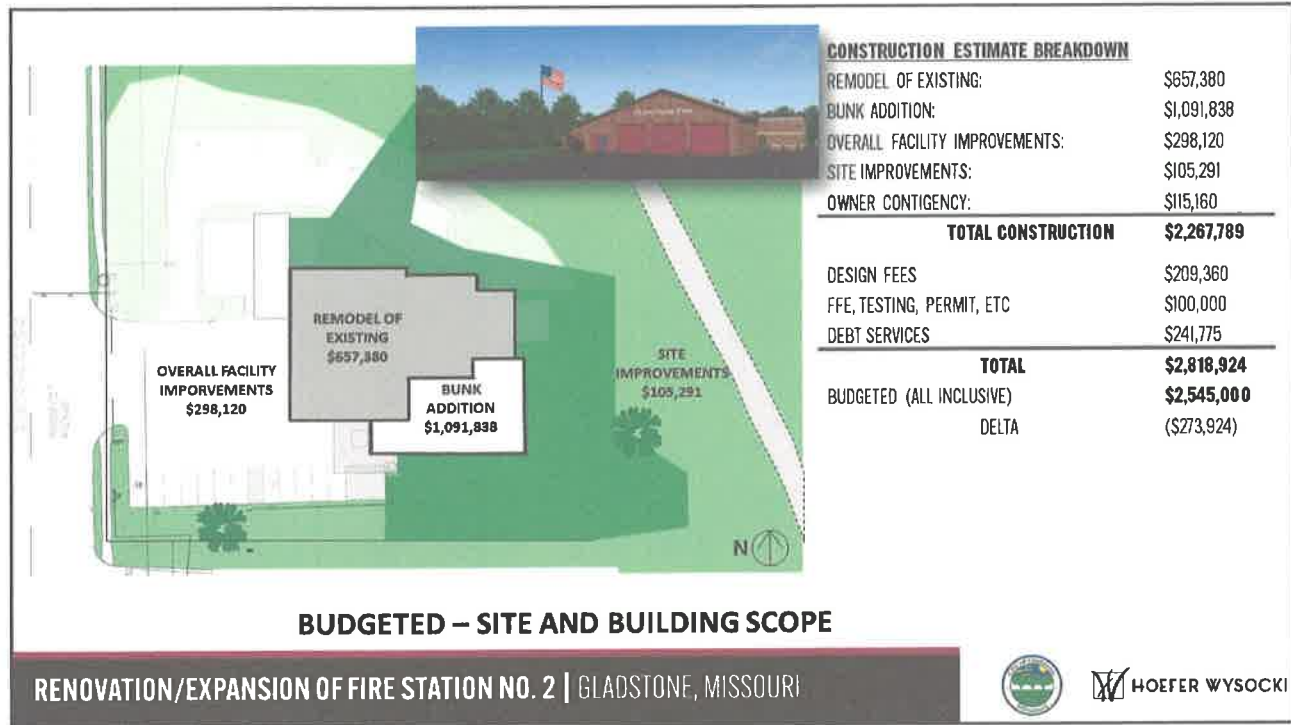 CONSTRUCTION ESTIMATE BREAKDOWN
REMODEL OF EXISTING: $657,380
BUNK ADDITION: $1,091,838
OVERALL FACILITY IMPROVEMENTS: $298,120
SITE IMPROVEMENTS: $105,291
OWNER CONTIGENCY: $115,160
TOTAL CONSTRUCTION $2,267,789
DESIGN FEES $209,360
FFE, TESTING, PERMIT, ETC $100,000
DEBT SERVICES $241,775
TOTAL $2,818,924
BUDGETED (ALL INCLUSIVE) $2,545,000
DELTA ($273,924)
REMODEL OF
EXISTING
$657,380
OVERALL FACILITY
IMPORVEMENTS
$298,120
BUNK
ADDITION
$1,091,838
SITE
IMPROVEMENTS
$105,291
N
BUDGETED – SITE AND BUILDING SCOPE
RENOVATION/EXPANSION OF FIRE STATION NO. 2 | GLADSTONE, MISSOURI
HOEFER WYSOCKI